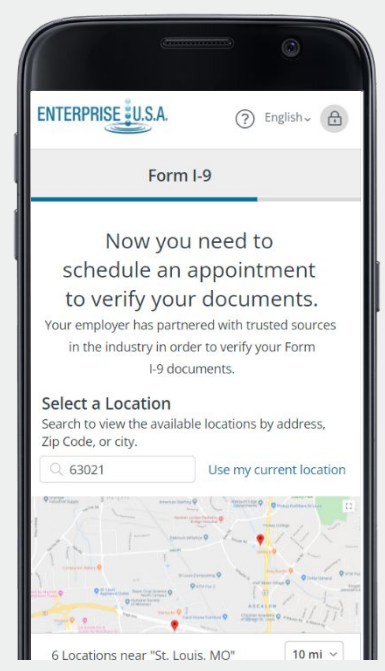 ENTERPRISE U.S.A.
? English
Form I-9
Now you need to
schedule an appointment
to verify your documents.
Your employer has partnered with trusted sources
in the industry in order to verify your Form
I-9 documents.
Select a Location
Search to view the available locations by address,
Zip Code, or city.
63021
Use my current location
6 Locations near "St. Louis, MO"
10 mi